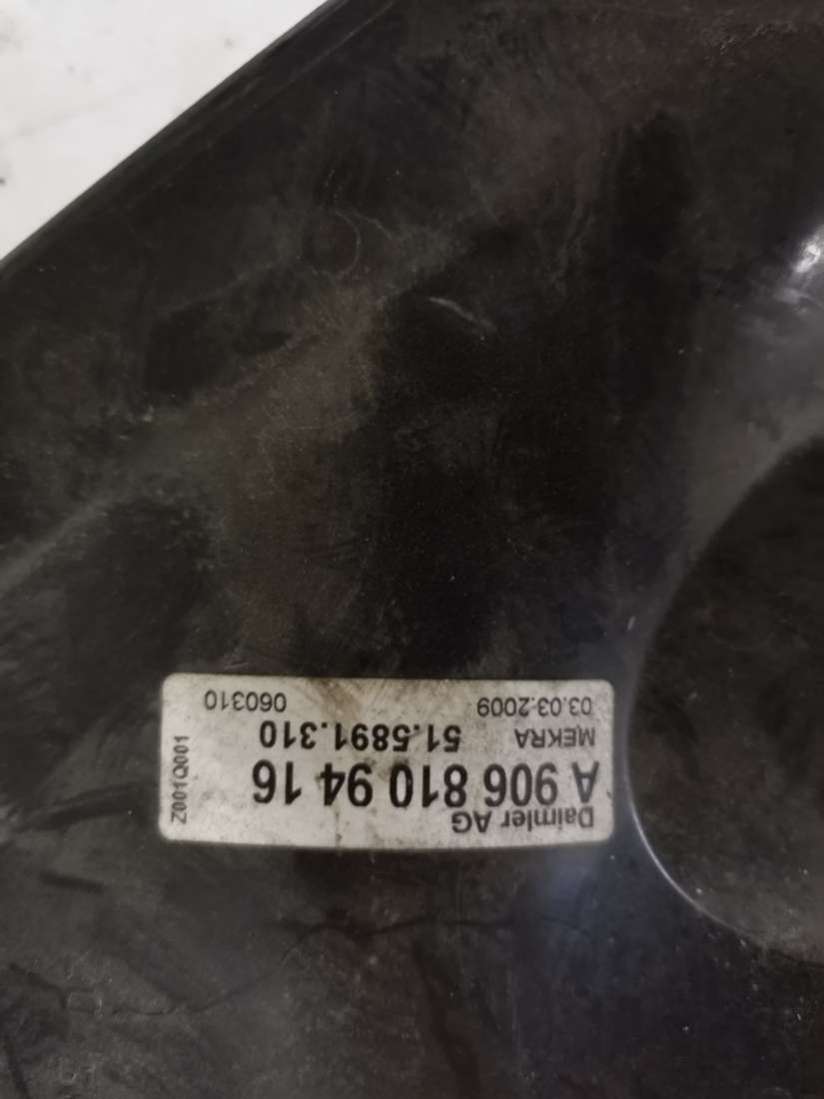 Daimler AG
A 906 810 94 16
MEKRA 51.5891.310
03.03.2009 060310
Z001Q001